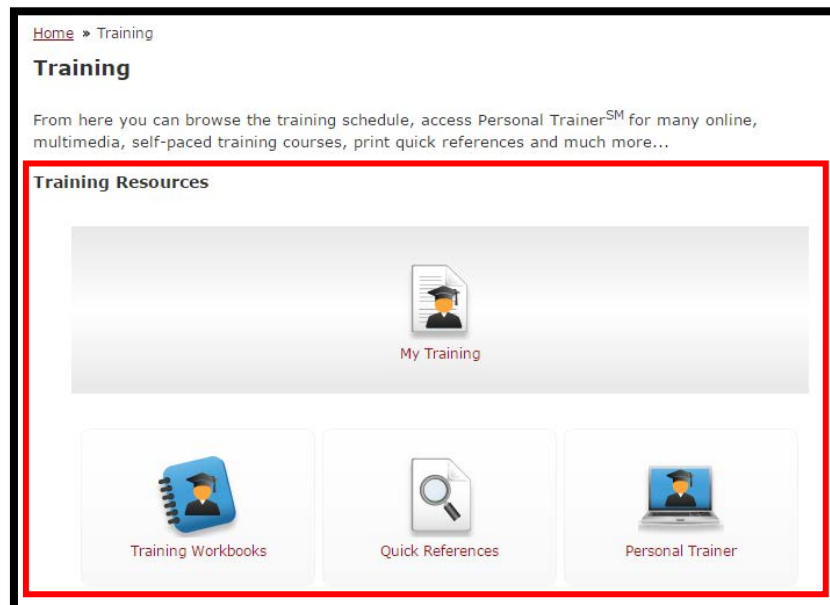 Home » Training
Training
From here you can browse the training schedule, access Personal Trainer℠ for many online,
multimedia, self-paced training courses, print quick references and much more...
Training Resources
My Training
Training Workbooks Quick References Personal Trainer